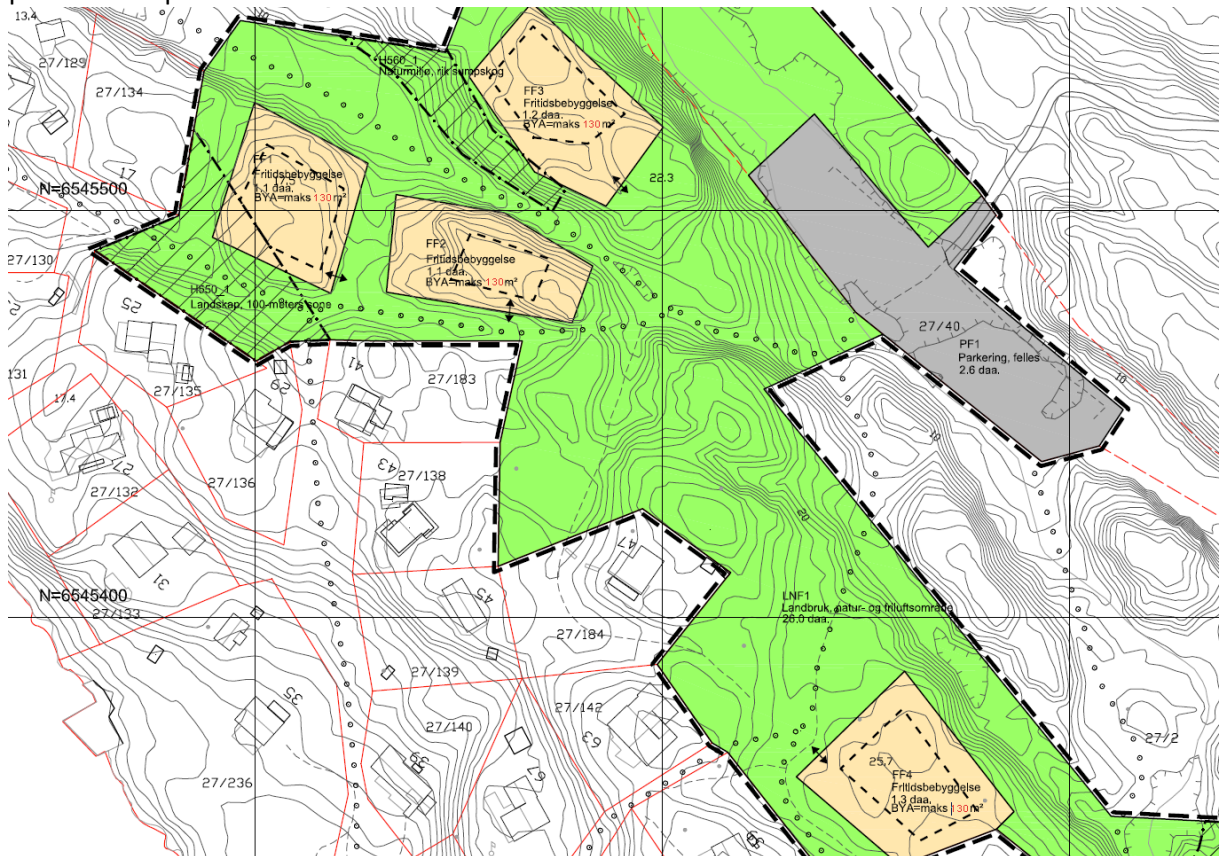 13.4
27/129
27/134
17
N=6545500
27/130
25
131
17.4
27/135
29
41
27/183
43
27/138
27/132
27/136
31
N=6545400
27/133
45
47
27/184
27/139
35
27/140
27/142
63
39
67
27/236
H560_1
Naturmiljø, rik sumpskog
FF3
Fritidsbebyggelse
1.2 daa.
BYA=maks 130 m²
FF1
Fritidsbebyggelse
1.1 daa.
BYA=maks 130 m²
FF2
Fritidsbebyggelse
1.1 daa.
BYA=maks 130 m²
22.3
H550_1
Landskap, 100-meters sone
27/40
PF1
Parkering, felles
2.6 daa.
10
10
20
LNF1
Landbruk, natur- og friluftsområde
26.0 daa.
25.7
FF4
Fritidsbebyggelse
1.3 daa.
BYA=maks 130 m²
27/2